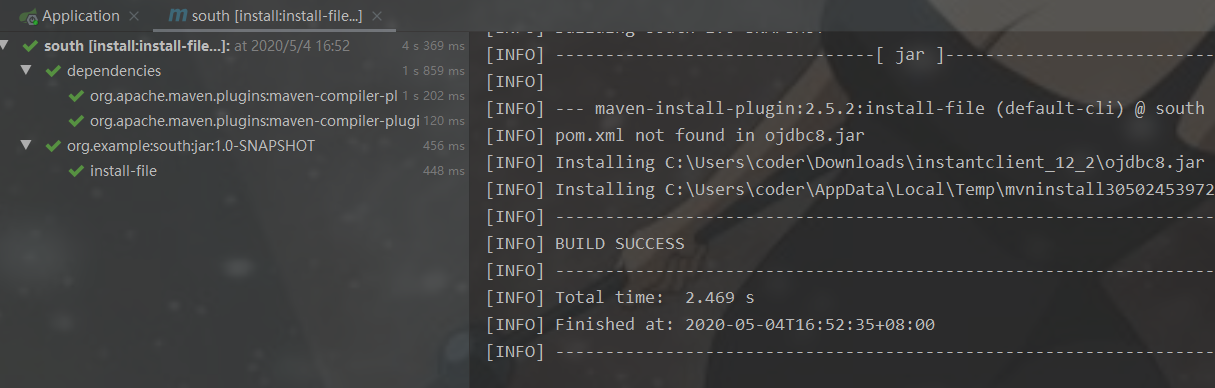 Application
south [install:install-file...]
south [install:install-file...]: at 2020/5/4 16:52 4 s 369 ms
dependencies 1 s 859 ms
org.apache.maven.plugins:maven-compiler-pl 1 s 202 ms
org.apache.maven.plugins:maven-compiler-plugi 120 ms
org.example:south:jar:1.0-SNAPSHOT 456 ms
install-file 448 ms
[INFO] ------------------------------[ jar ]-------------------------
[INFO]
[INFO] --- maven-install-plugin:2.5.2:install-file (default-cli) @ south
[INFO] pom.xml not found in ojdbc8.jar
[INFO] Installing C:\Users\coder\Downloads\instantclient_12_2\ojdbc8.jar
[INFO] Installing C:\Users\coder\AppData\Local\Temp\mvninstall30502453972
[INFO] ---------------------------------------------------------------
[INFO] BUILD SUCCESS
[INFO] ---------------------------------------------------------------
[INFO] Total time:  2.469 s
[INFO] Finished at: 2020-05-04T16:52:35+08:00
[INFO] ---------------------------------------------------------------